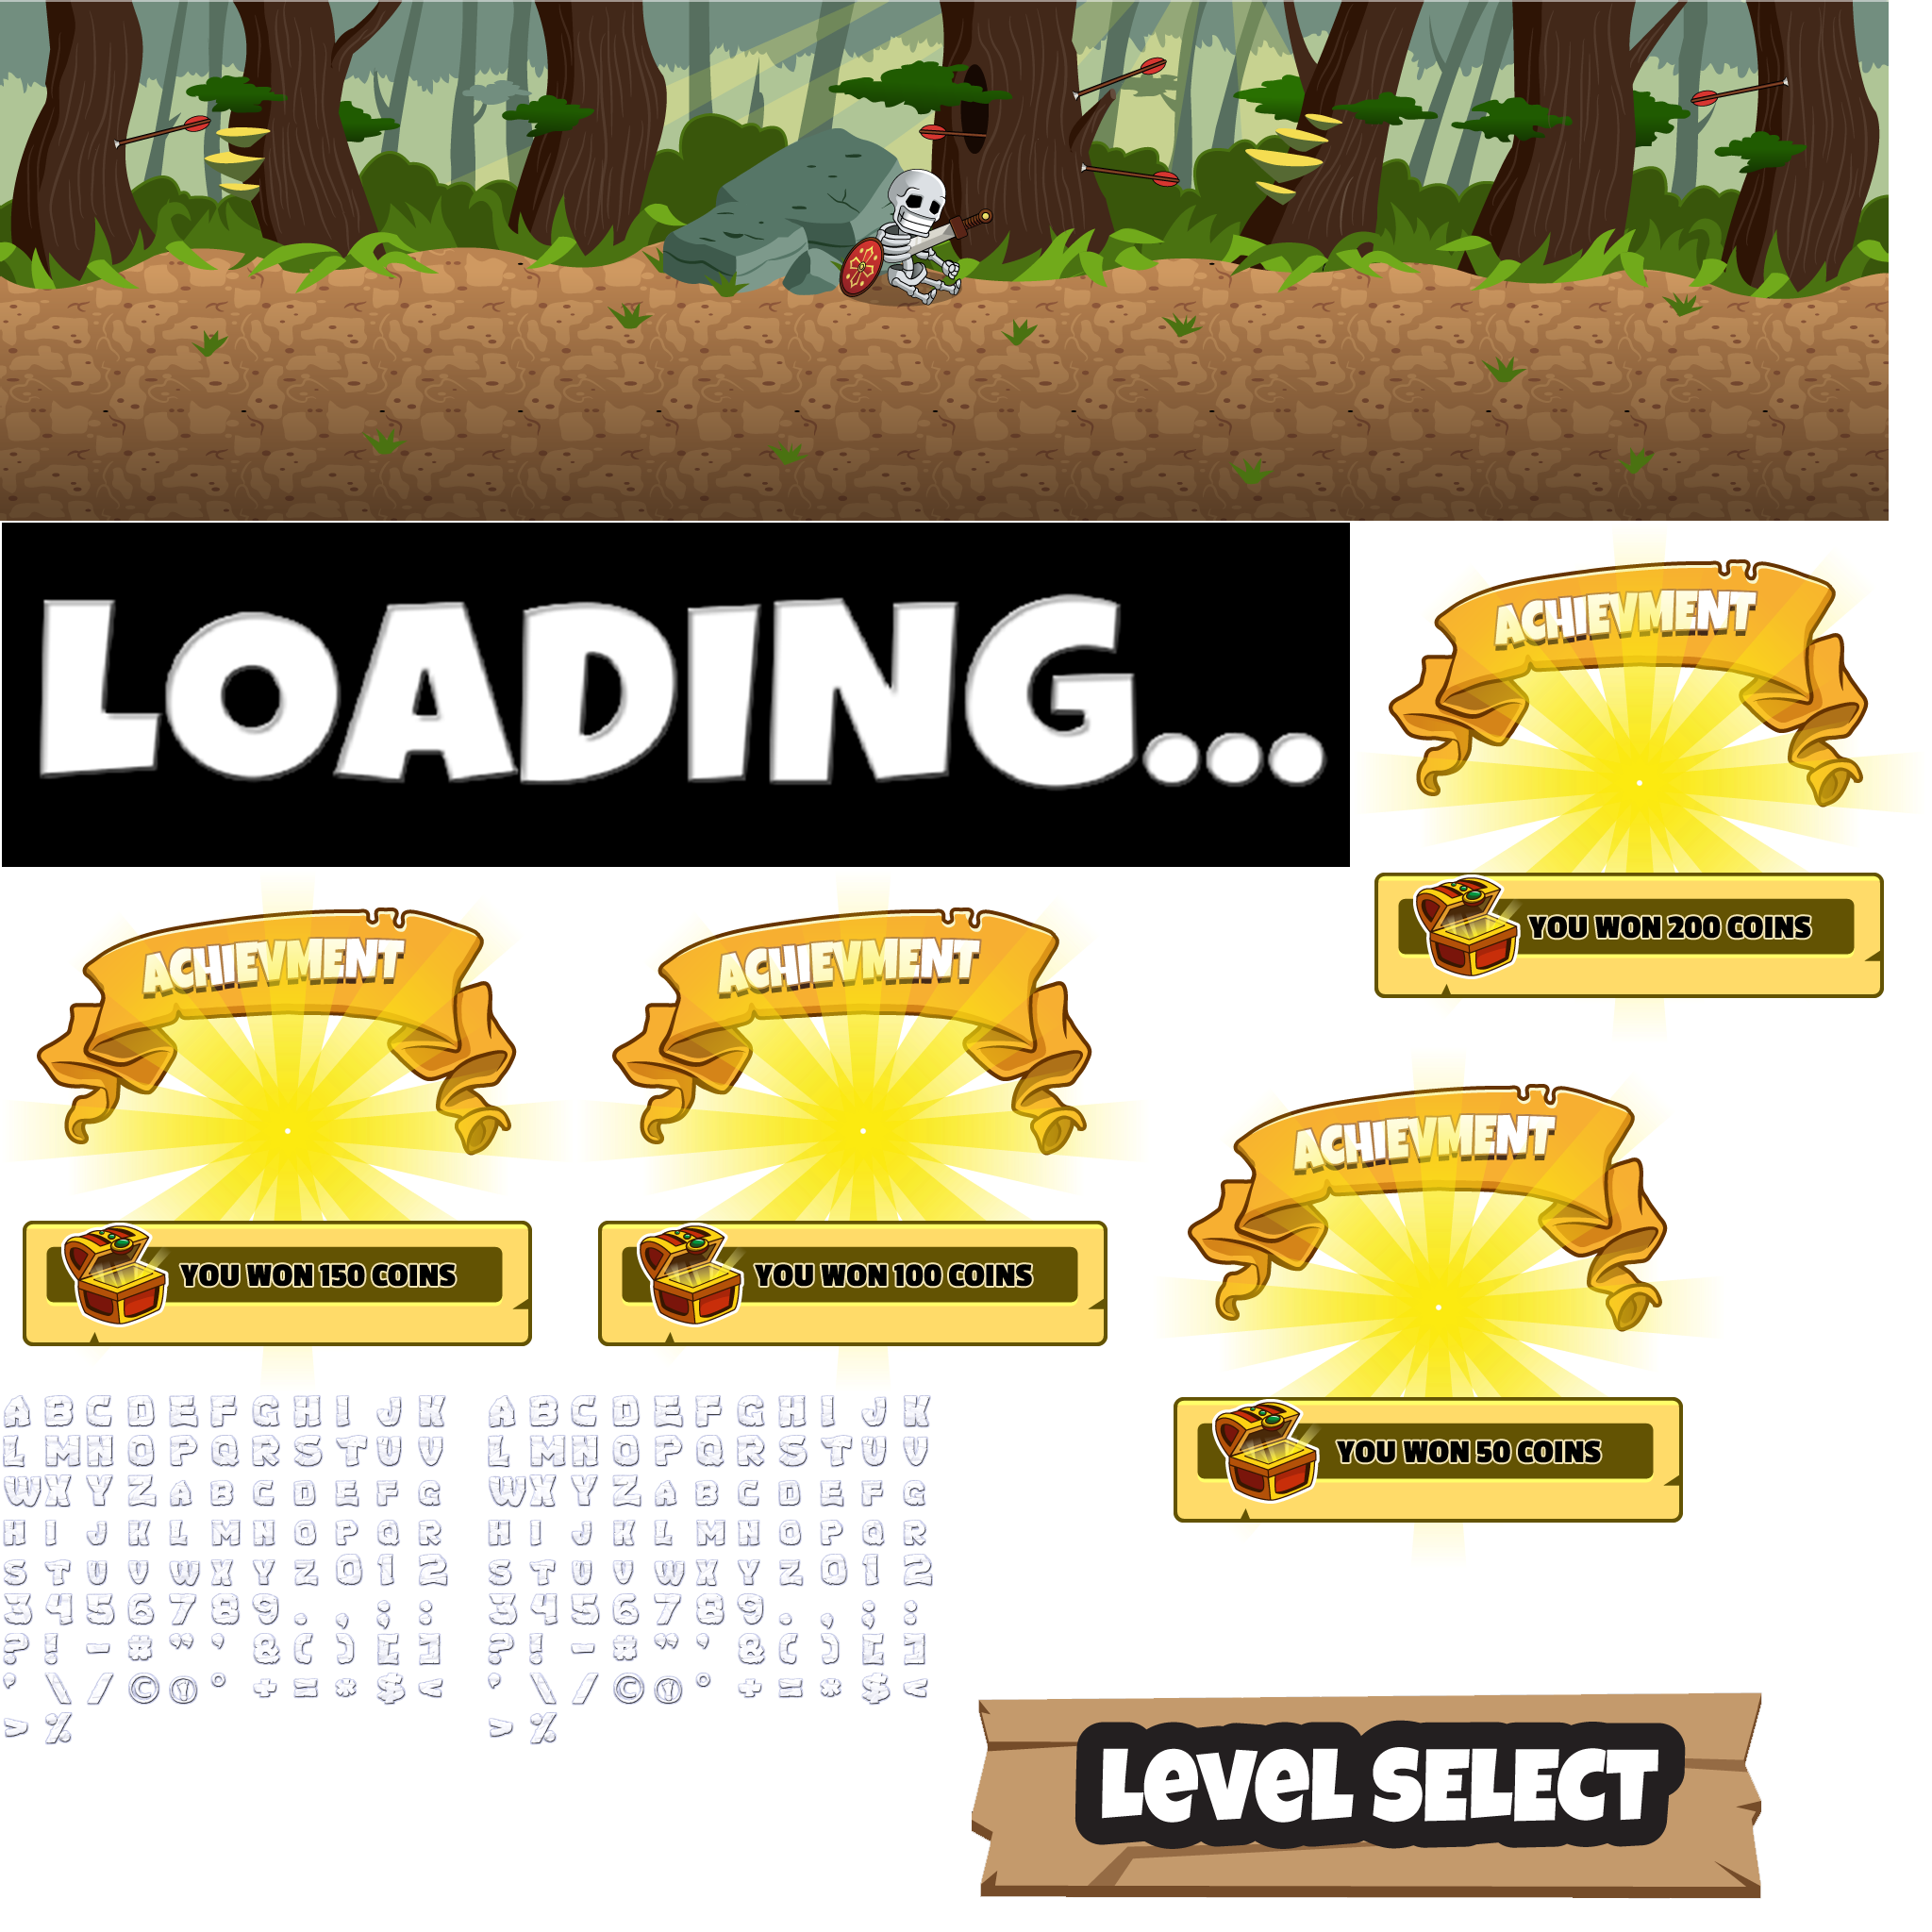 LOADING...
ACHIEVMENT
YOU WON 200 COINS
ACHIEVMENT
YOU WON 150 COINS
ACHIEVMENT
YOU WON 100 COINS
ACHIEVMENT
YOU WON 50 COINS
A B C D E F G H I J K
L M N O P Q R S T U V
W X Y Z A B C D E F G
H I J K L M N O P Q R
S T U V W X Y Z 0 1 2
3 4 5 6 7 8 9 . , ; :
? ! - # " ' & ( ) [ ]
' \ / © ° + = * $ <
> %
A B C D E F G H I J K
L M N O P Q R S T U V
W X Y Z A B C D E F G
H I J K L M N O P Q R
S T U V W X Y Z 0 1 2
3 4 5 6 7 8 9 . , ; :
? ! - # " ' & ( ) [ ]
' \ / © ° + = * $ <
> %
LeVeL SELECT